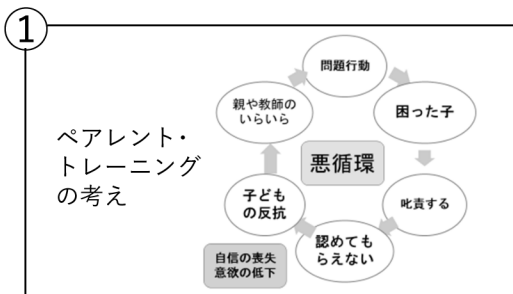 ①
ペアレント・
トレーニング
の考え
問題行動
困った子
叱責する
認めても
らえない
子ども
の反抗
親や教師の
いらいら
悪循環
自信の喪失
意欲の低下